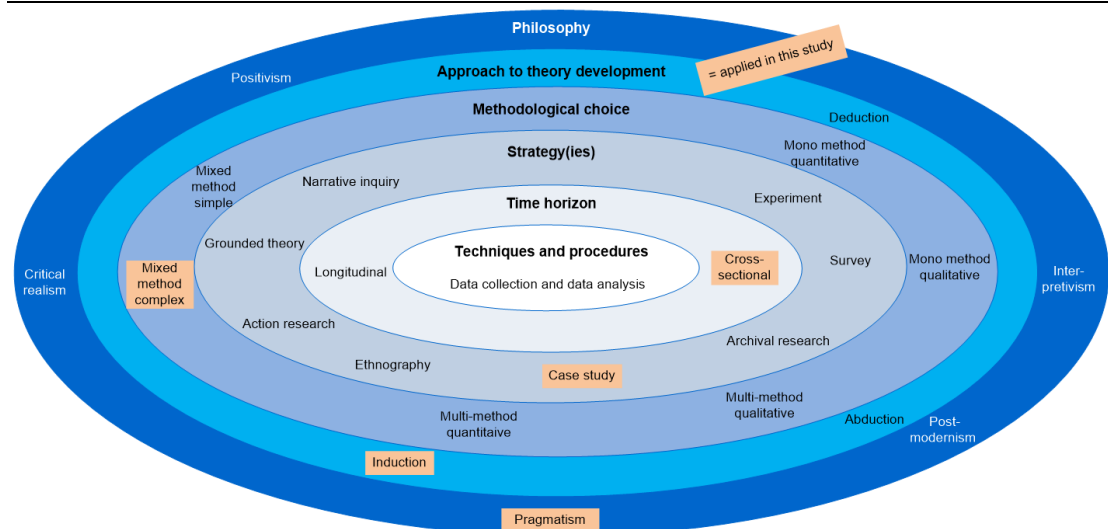 Philosophy
= applied in this study
Positivism
Approach to theory development
Methodological choice
Deduction
Mono method
quantitative
Strategy(ies)
Mixed
method
simple
Narrative inquiry
Experiment
Time horizon
Grounded theory
Techniques and procedures
Cross-
sectional
Survey
Mono method
qualitative
Critical
realism
Mixed
method
complex
Longitudinal
Data collection and data analysis
Inter-
pretivism
Action research
Archival research
Ethnography
Case study
Multi-method
quantitaive
Multi-method
qualitative
Abduction
Post-
modernism
Induction
Pragmatism